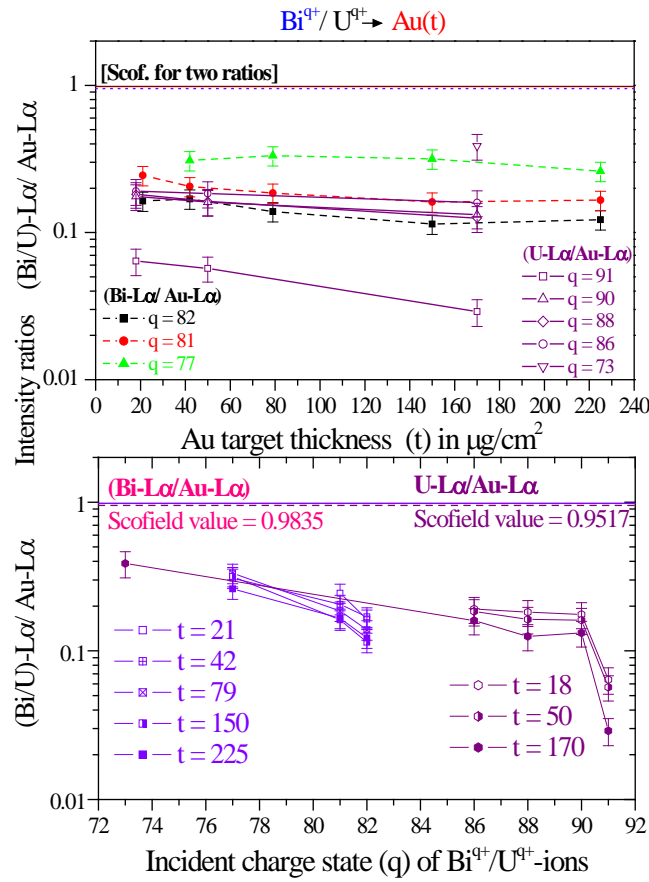 Bi^q+/ U^q+ → Au(t)
[Scof. for two ratios]
1
0.1
0.01
(Bi-Lα/ Au-Lα)
q = 82
q = 81
q = 77
(U-Lα/Au-Lα)
q = 91
q = 90
q = 88
q = 86
q = 73
0 20 40 60 80 100 120 140 160 180 200 220 240
Au target thickness (t) in μg/cm²
Intensity ratios (Bi/U)-Lα/ Au-Lα
(Bi-Lα/Au-Lα)
Scofield value = 0.9835
U-Lα/Au-Lα
Scofield value = 0.9517
1
0.1
0.01
t = 21
t = 42
t = 79
t = 150
t = 225
t = 18
t = 50
t = 170
72 74 76 78 80 82 84 86 88 90 92
Incident charge state (q) of Bi^q+/U^q+-ions
(Bi/U)-Lα/ Au-Lα